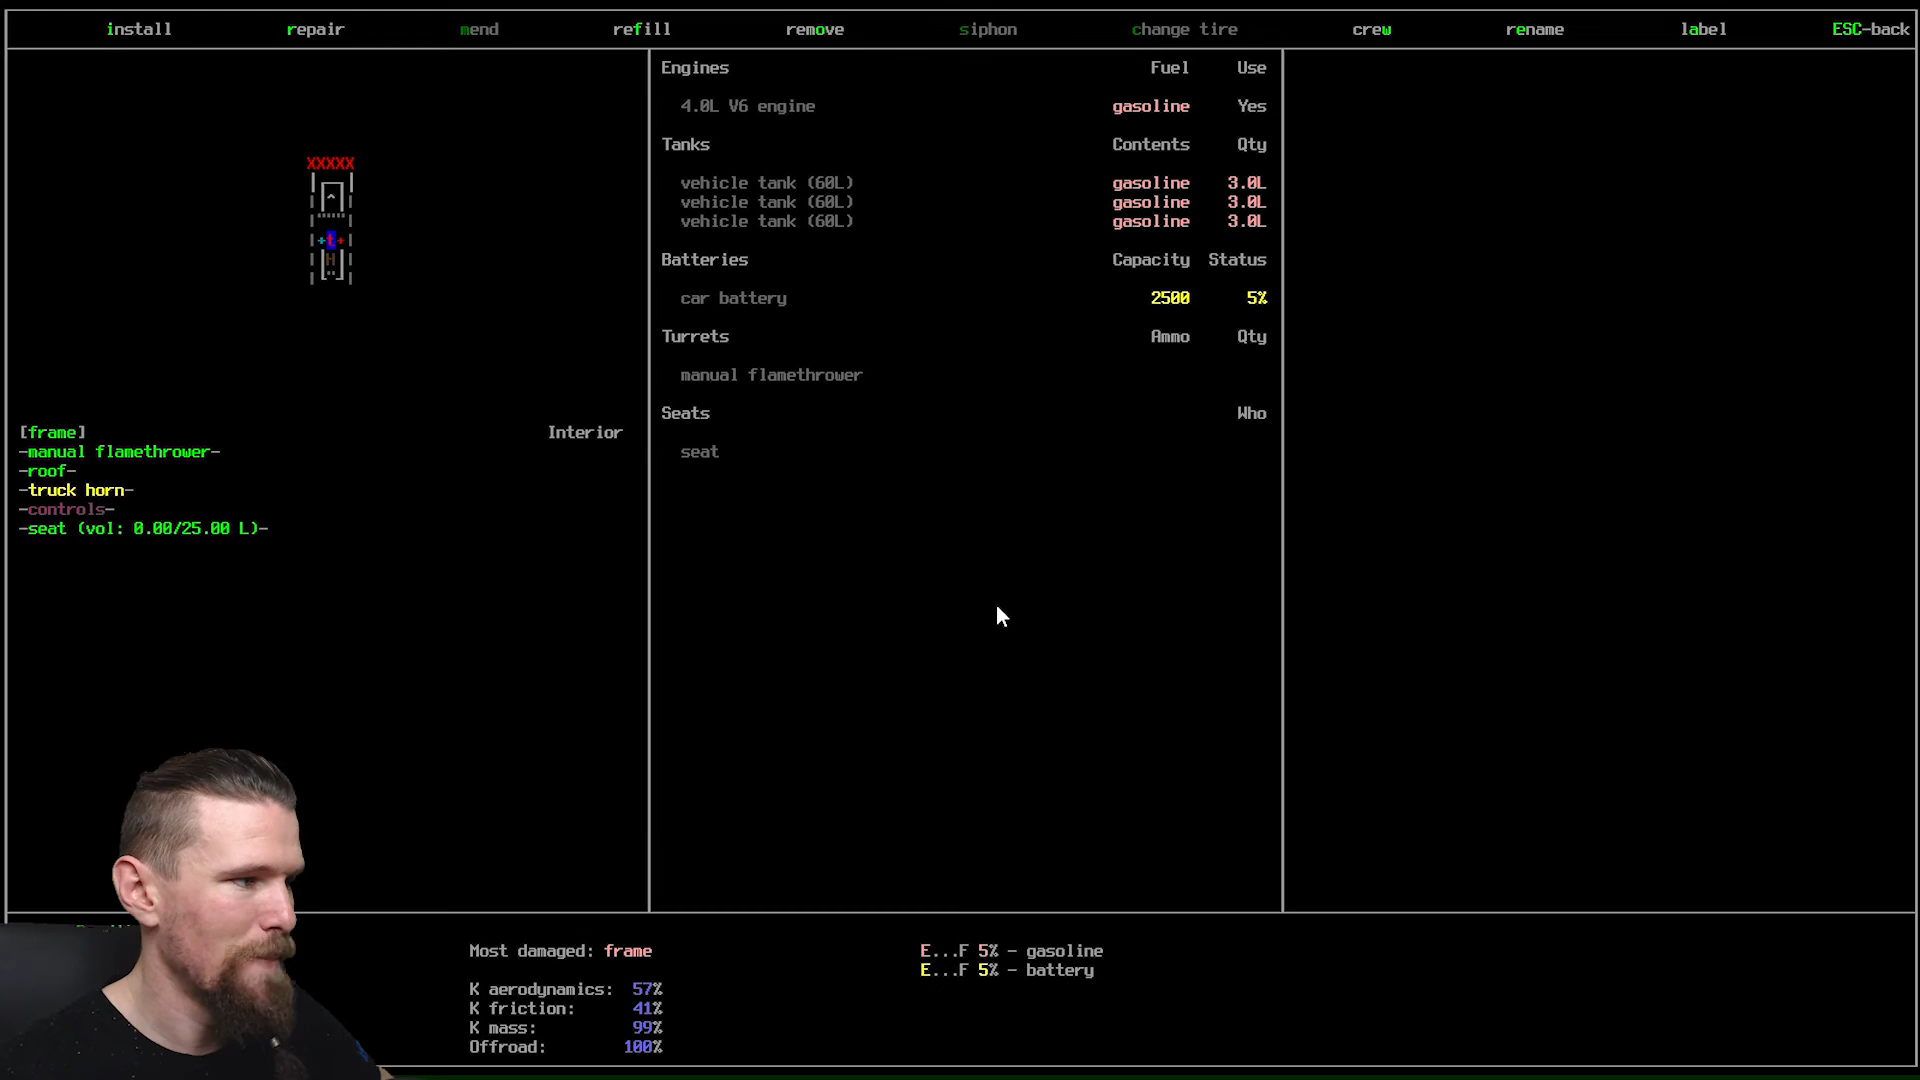 install repair mend refill remove siphon change tire crew rename label ESC-back
Engines Fuel Use
4.0L V6 engine gasoline Yes
Tanks Contents Qty
vehicle tank (60L) gasoline 3.0L
vehicle tank (60L) gasoline 3.0L
vehicle tank (60L) gasoline 3.0L
Batteries Capacity Status
car battery 2500 5%
Turrets Ammo Qty
manual flamethrower
Seats Who
seat
XXXXX
^
+t+
H
[frame] Interior
-manual flamethrower-
-roof-
-truck horn-
-controls-
-seat (vol: 0.00/25.00 L)-
Most damaged: frame
K aerodynamics: 57%
K friction: 41%
K mass: 99%
Offroad: 100%
E...F 5% - gasoline
E...F 5% - battery